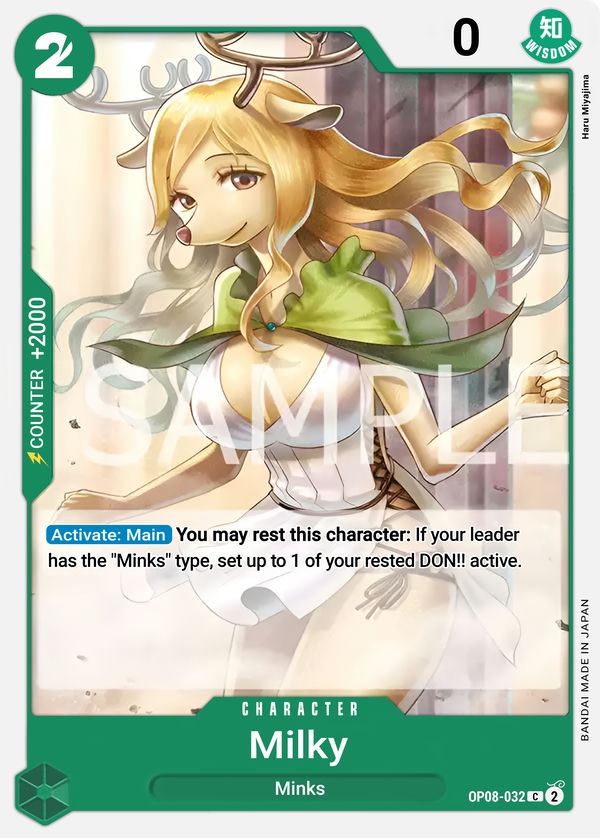 2
0
知
WISDOM
Haru Miyajima
COUNTER +2000
SAMPLE
Activate: Main You may rest this character: If your leader
has the "Minks" type, set up to 1 of your rested DON!! active.
BANDAI MADE IN JAPAN
CHARACTER
Milky
Minks
OP08-032 C 2